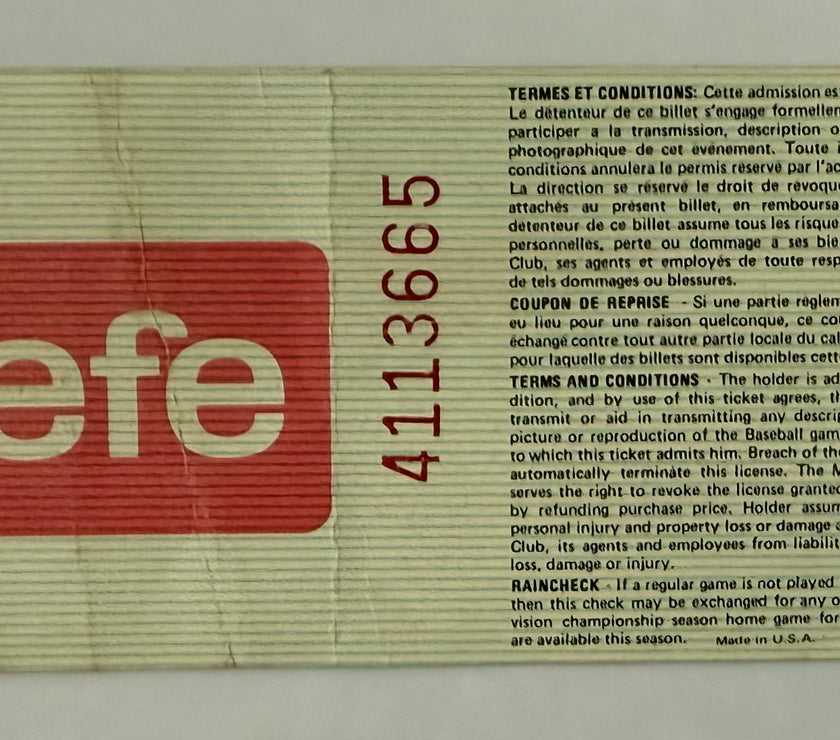 efe
4113665
TERMES ET CONDITIONS: Cette admission es
Le détenteur de ce billet s'engage formellen
participer a la transmission, description o
photographique de cet evénement. Toute i
conditions annulera le permis réservé par l'ac
La direction se réserve le droit de révoque
attachés au présent billet, en remboursa
détenteur de ce billet assume tous les risque
personnelles, perte ou dommage a ses bie
Club, ses agents et employés de toute resp
de tels dommages ou blessures.
COUPON DE REPRISE - Si une partie réglem
eu lieu pour une raison quelconque, ce cou
échangé contre tout autre partie locale du cal
pour laquelle des billets sont disponibles cett
TERMS AND CONDITIONS - The holder is ad
dition, and by use of this ticket agrees, th
transmit or aid in transmitting any descrip
picture or reproduction of the Baseball gam
to which this ticket admits him. Breach of the
automatically terminate this license. The M
serves the right to revoke the license granted
by refunding purchase price. Holder assum
personal injury and property loss or damage a
Club, its agents and employees from liabilit
loss, damage or injury.
RAINCHECK - If a regular game is not played
then this check may be exchanged for any o
vision championship season home game for
are available this season. Made in U.S.A.